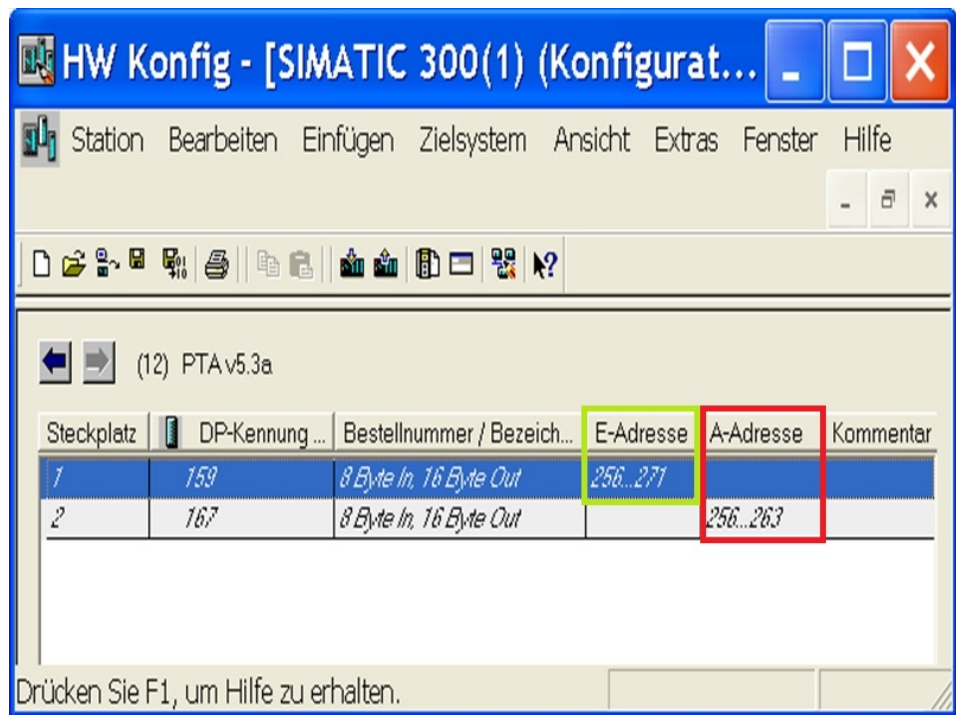 HW Konfig - [SIMATIC 300(1) (Konfigurat...
Station Bearbeiten Einfügen Zielsystem Ansicht Extras Fenster Hilfe
(12) PTA v5.3a
Steckplatz DP-Kennung ... Bestellnummer / Bezeich... E-Adresse A-Adresse Kommentar
1 159 8 Byte In, 16 Byte Out 256...271
2 167 8 Byte In, 16 Byte Out 256...263
Drücken Sie F1, um Hilfe zu erhalten.